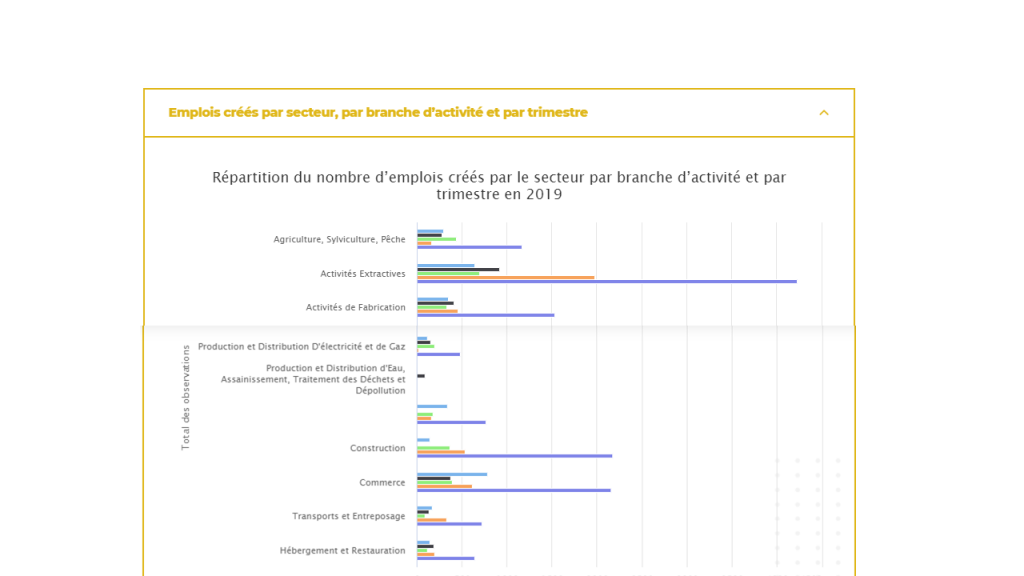 Emplois créés par secteur, par branche d'activité et par trimestre
Répartition du nombre d'emplois créés par le secteur par branche d'activité et par
trimestre en 2019
Agriculture, Sylviculture, Pêche
Activités Extractives
Activités de Fabrication
Total des observations
Production et Distribution D'électricité et de Gaz
Production et Distribution d'Eau,
Assainissement, Traitement des Déchets et
Dépollution
Construction
Commerce
Transports et Entreposage
Hébergement et Restauration